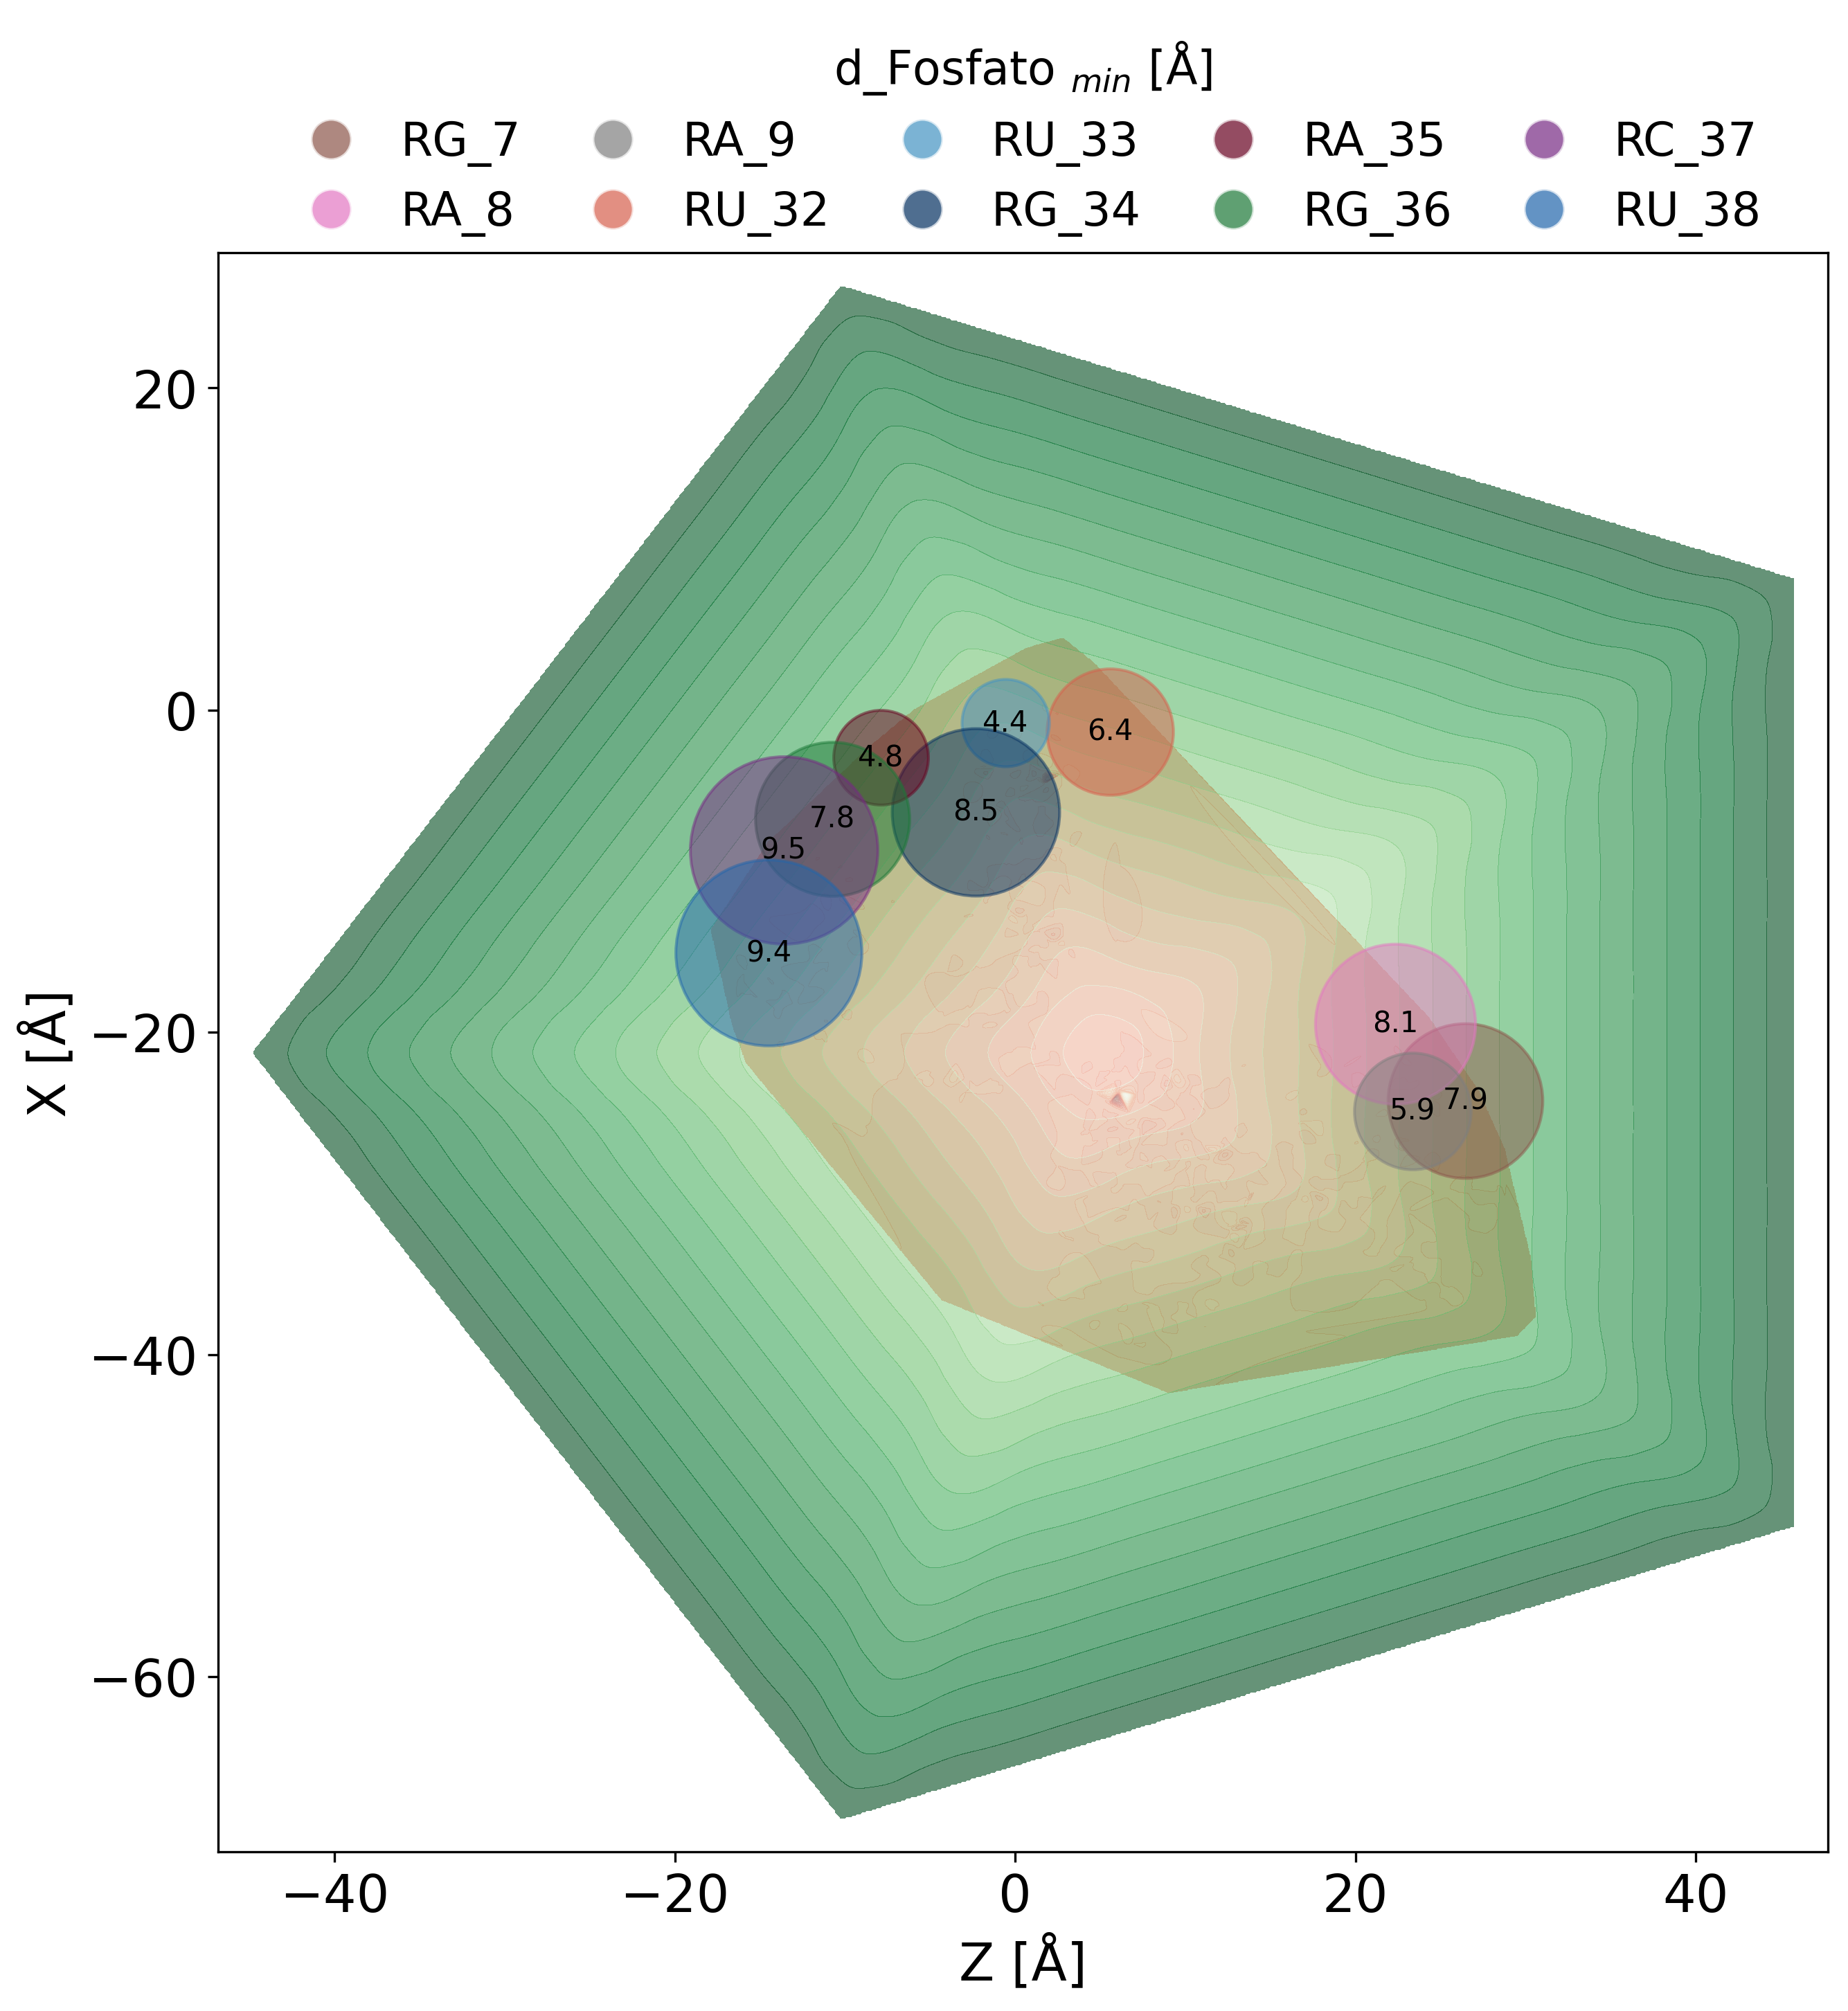 d_Fosfato min [Å]
RG_7 RA_9 RU_33 RA_35 RC_37
RA_8 RU_32 RG_34 RG_36 RU_38
20
0
−20
−40
−60
X [Å]
4.4
6.4
4.8
8.5
7.8
9.5
9.4
8.1
7.9
5.9
−40 −20 0 20 40
Z [Å]